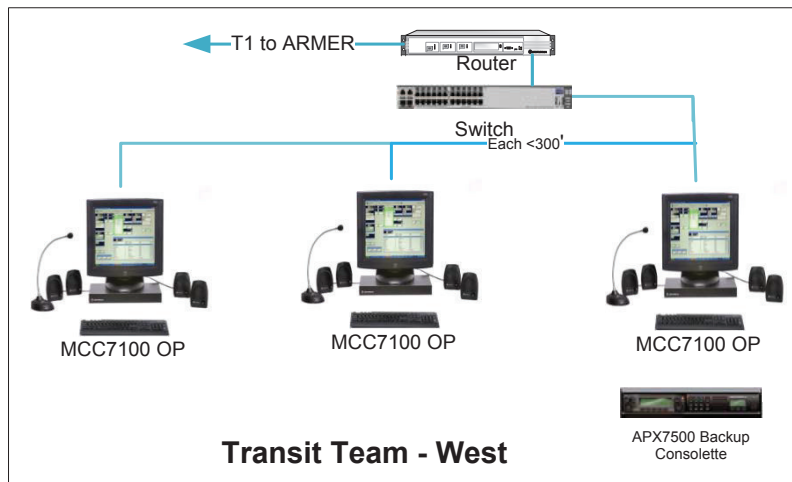 T1 to ARMER
Router
Switch
Each <300'
MCC7100 OP
MCC7100 OP
MCC7100 OP
APX7500 Backup
Consolette
Transit Team - West